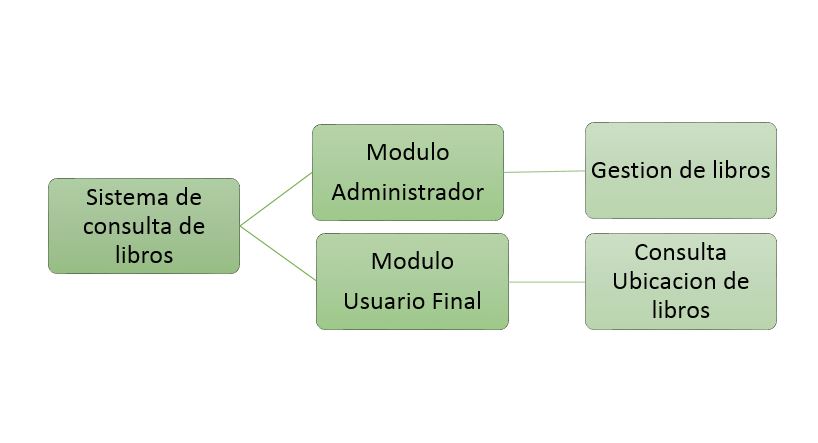 Sistema de
consulta de
libros
Modulo
Administrador
Gestion de libros
Modulo
Usuario Final
Consulta
Ubicacion de
libros